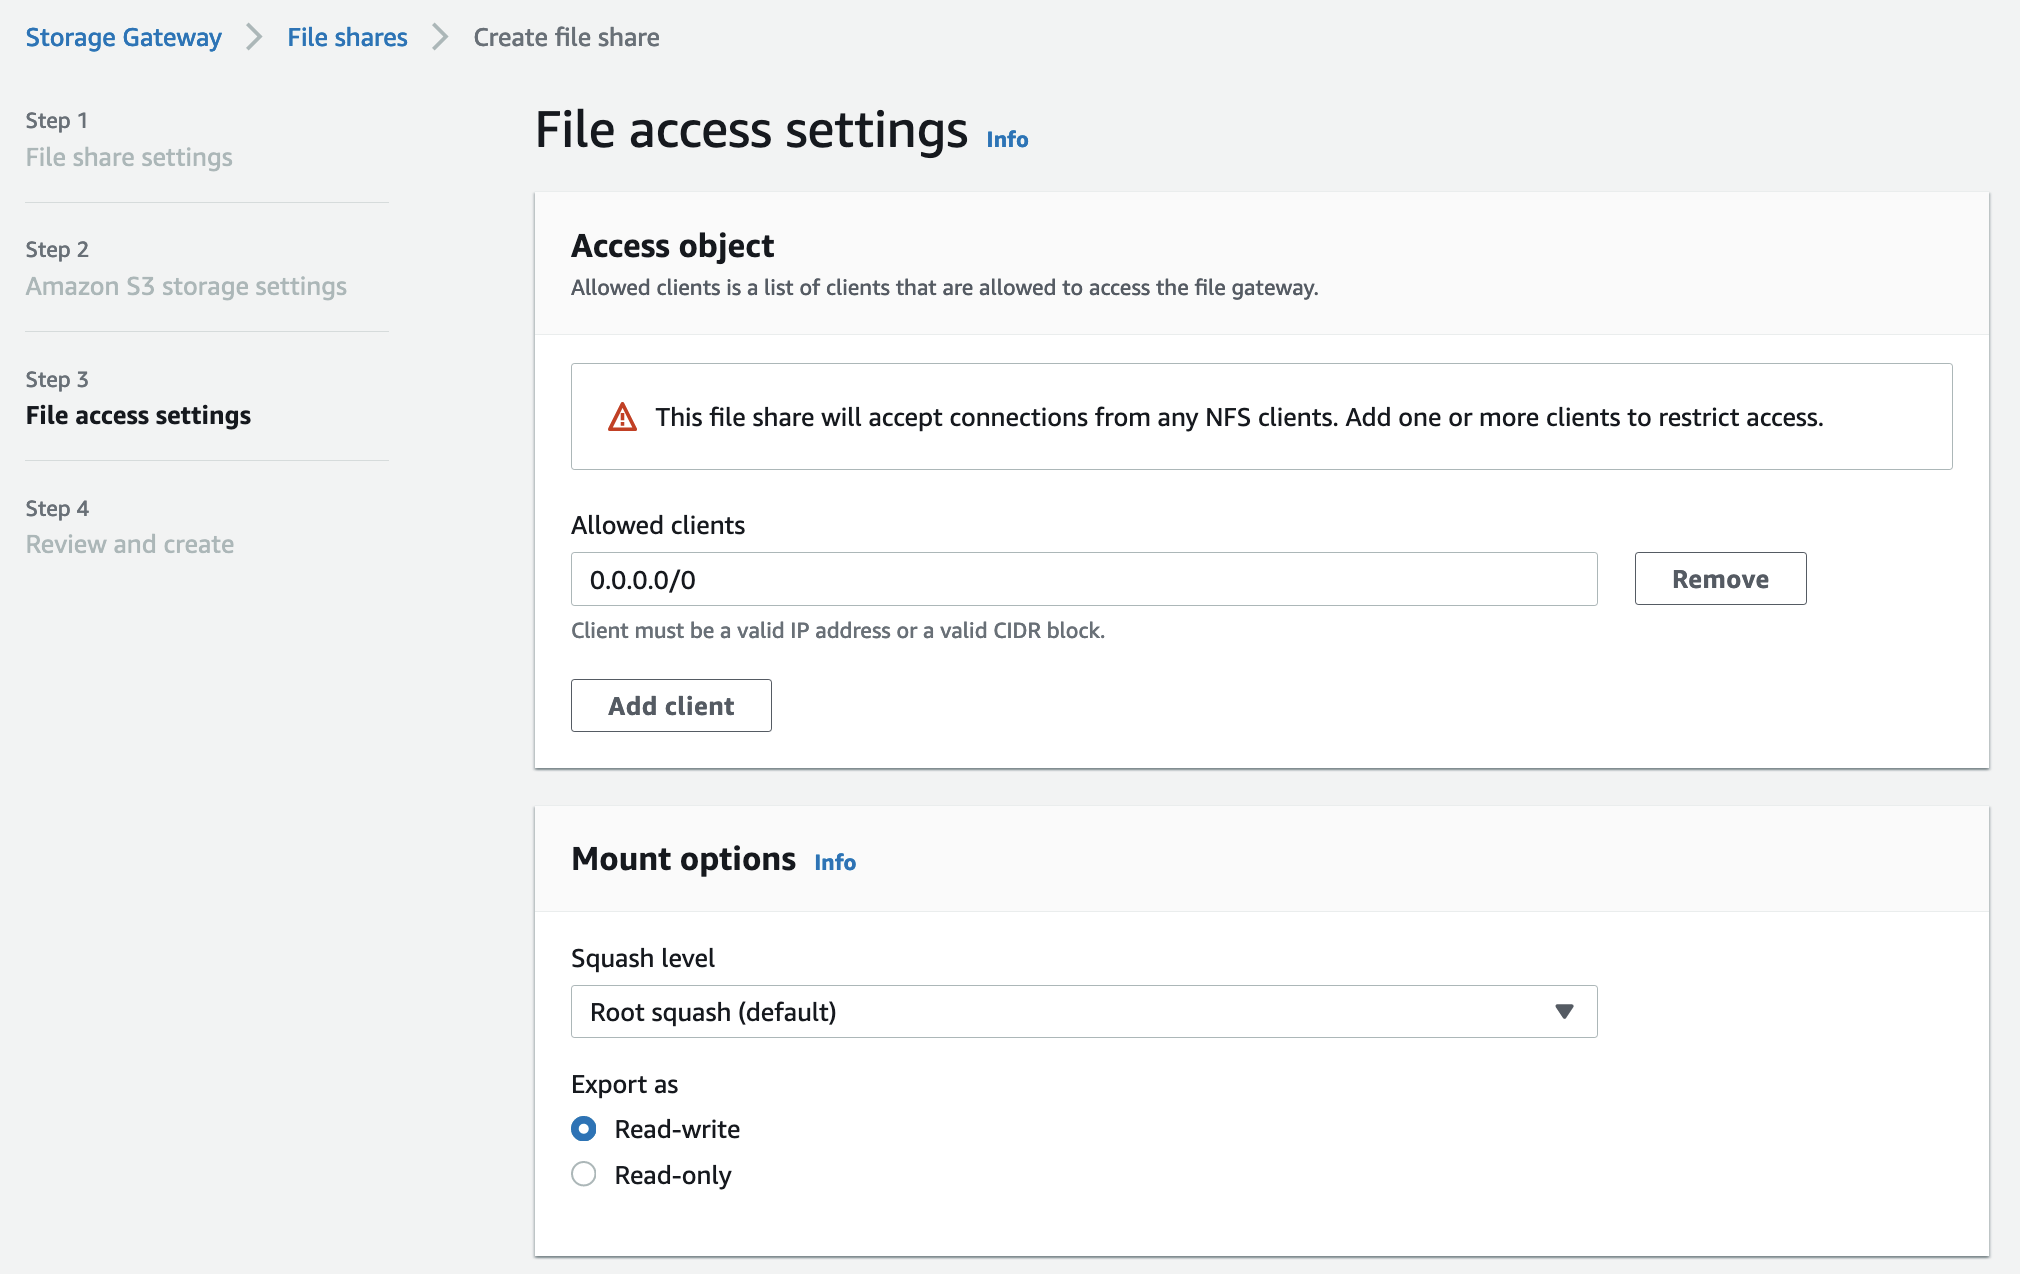 Storage Gateway > File shares > Create file share
Step 1
File share settings
Step 2
Amazon S3 storage settings
Step 3
File access settings
Step 4
Review and create
File access settings Info
Access object
Allowed clients is a list of clients that are allowed to access the file gateway.
This file share will accept connections from any NFS clients. Add one or more clients to restrict access.
Allowed clients
0.0.0.0/0
Remove
Client must be a valid IP address or a valid CIDR block.
Add client
Mount options Info
Squash level
Root squash (default)
Export as
Read-write
Read-only